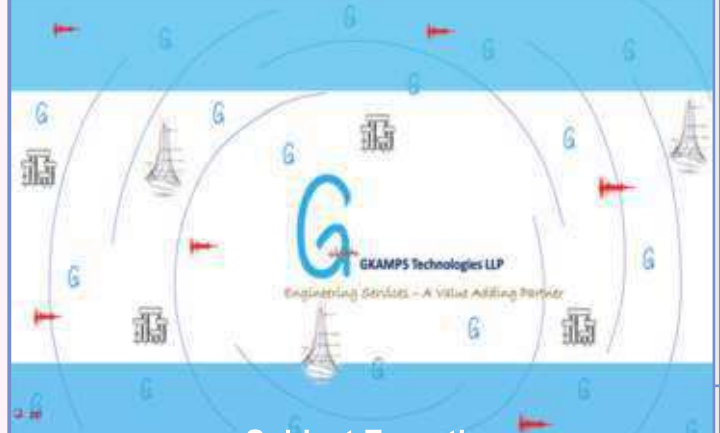 G
GKAMPS Technologies LLP
Engineering Services – A Value Adding Partner